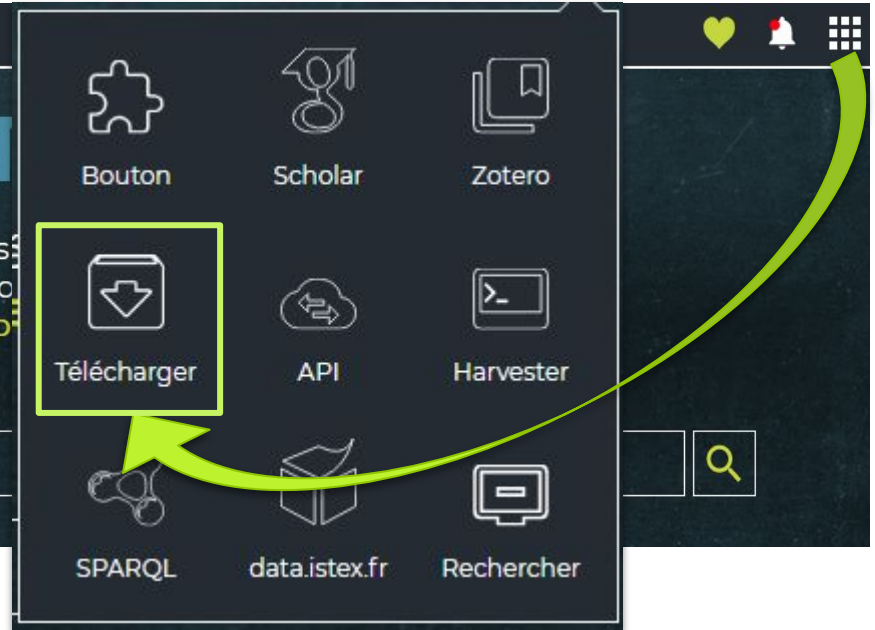 Bouton Scholar Zotero
Télécharger API Harvester
SPARQL data.istex.fr Rechercher